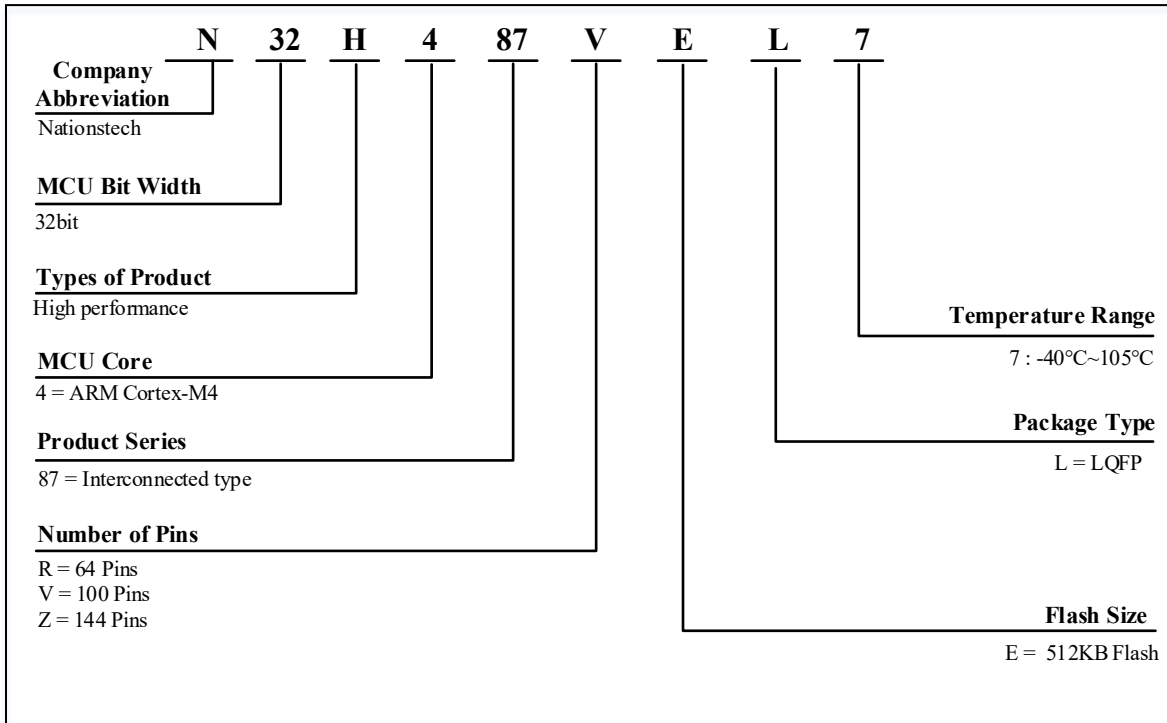 N 32 H 4 87 V E L 7
Company
Abbreviation
Nationstech
MCU Bit Width
32bit
Types of Product
High performance
MCU Core
4 = ARM Cortex-M4
Product Series
87 = Interconnected type
Number of Pins
R = 64 Pins
V = 100 Pins
Z = 144 Pins
Temperature Range
7 : -40°C~105°C
Package Type
L = LQFP
Flash Size
E = 512KB Flash